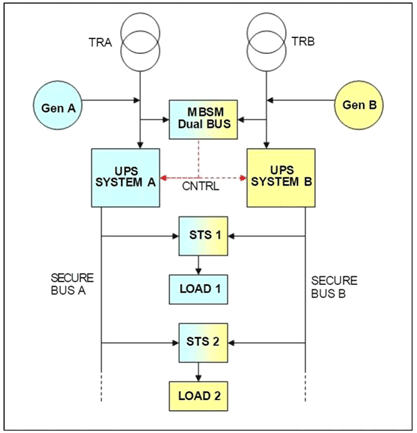 TRA
TRB
Gen A
MBSM
Dual BUS
Gen B
UPS
SYSTEM A
CNTRL
UPS
SYSTEM B
STS 1
SECURE
BUS A
LOAD 1
SECURE
BUS B
STS 2
LOAD 2